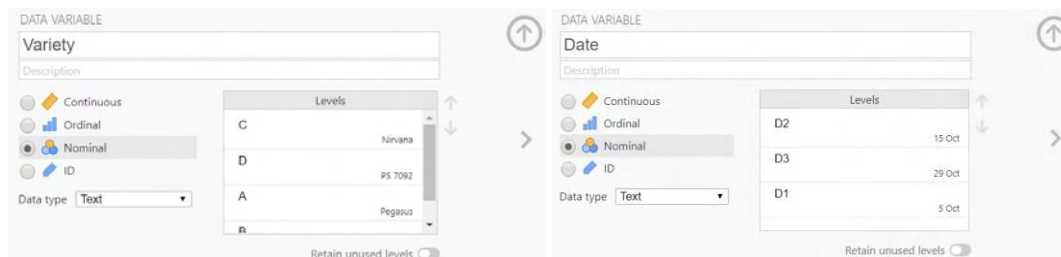 DATA VARIABLE
Variety
Description
Continuous
Ordinal
Nominal
ID
Data type Text
Levels
C
Nirvana
D
PS 7092
A
Pegasus
B
Retain unused levels
DATA VARIABLE
Date
Description
Continuous
Ordinal
Nominal
ID
Data type Text
Levels
D2
15 Oct
D3
29 Oct
D1
5 Oct
Retain unused levels